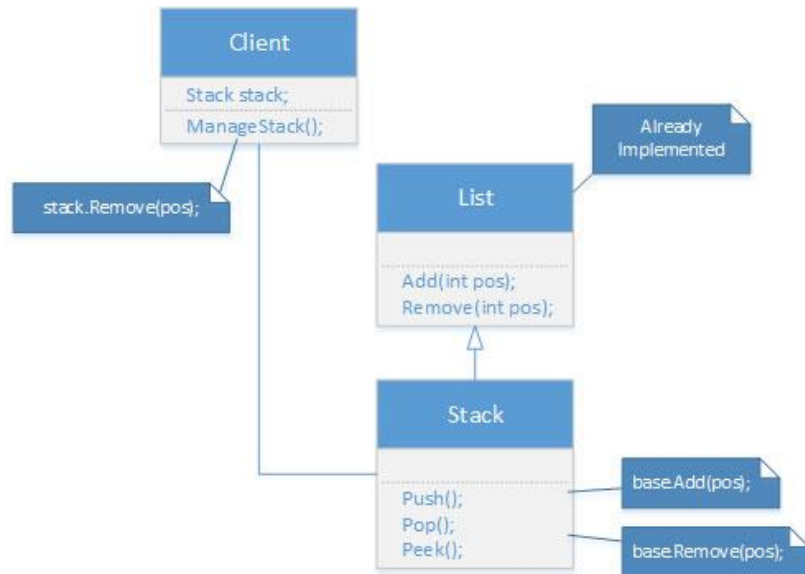 Client
Stack stack;
ManageStack();
stack.Remove(pos);
Already
Implemented
List
Add(int pos);
Remove(int pos);
Stack
Push();
Pop();
Peek();
base.Add(pos);
base.Remove(pos);